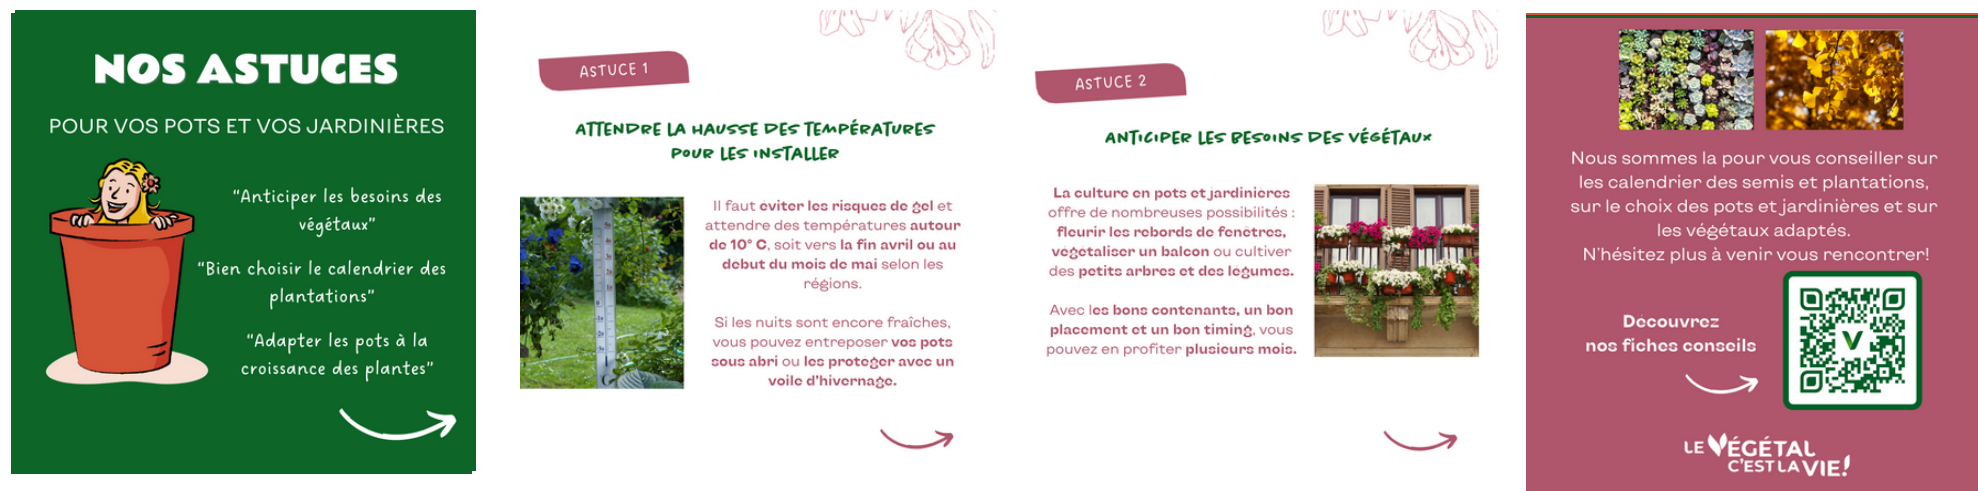 NOS ASTUCES
POUR VOS POTS ET VOS JARDINIÈRES
“Anticiper les besoins des
végétaux”
“Bien choisir le calendrier des
plantations”
“Adapter les pots à la
croissance des plantes”
ASTUCE 1
ATTENDRE LA HAUSSE DES TEMPÉRATURES
POUR LES INSTALLER
Il faut éviter les risques de gel et
attendre des températures autour
de 10° C, soit vers la fin avril ou au
début du mois de mai selon les
régions.
Si les nuits sont encore fraîches,
vous pouvez entreposer vos pots
sous abri ou les protéger avec un
voile d'hivernage.
ASTUCE 2
ANTICIPER LES BESOINS DES VÉGÉTAUX
La culture en pots et jardinières
offre de nombreuses possibilités :
fleurir les rebords de fenêtres,
végétaliser un balcon ou cultiver
des petits arbres et des légumes.
Avec les bons contenants, un bon
placement et un bon timing, vous
pouvez en profiter plusieurs mois.
Nous sommes la pour vous conseiller sur
les calendrier des semis et plantations,
sur le choix des pots et jardinières et sur
les végétaux adaptés.
N'hésitez plus à venir vous rencontrer!
Découvrez
nos fiches conseils
LE VÉGÉTAL
C'EST LA VIE!